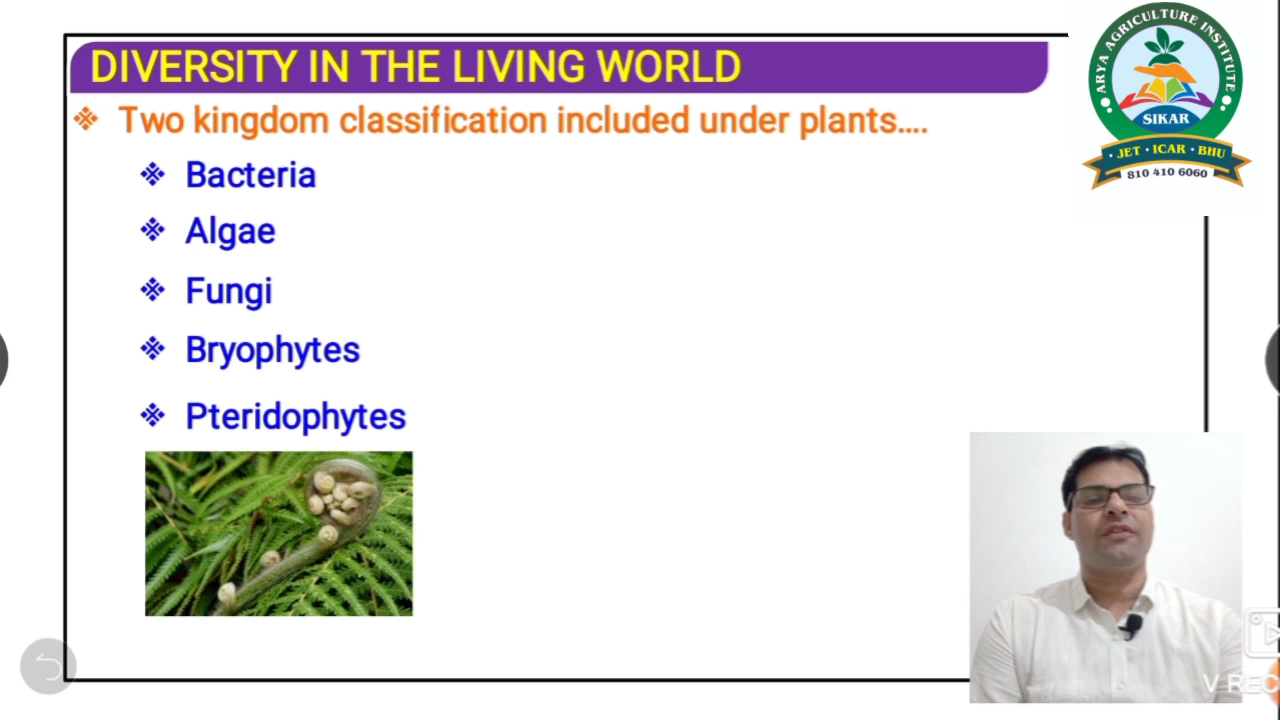 DIVERSITY IN THE LIVING WORLD
❖ Two kingdom classification included under plants....
❖ Bacteria
❖ Algae
❖ Fungi
❖ Bryophytes
❖ Pteridophytes
ARYA AGRICULTURE INSTITUTE
SIKAR
· JET · ICAR · BHU
810 410 6060
V REC